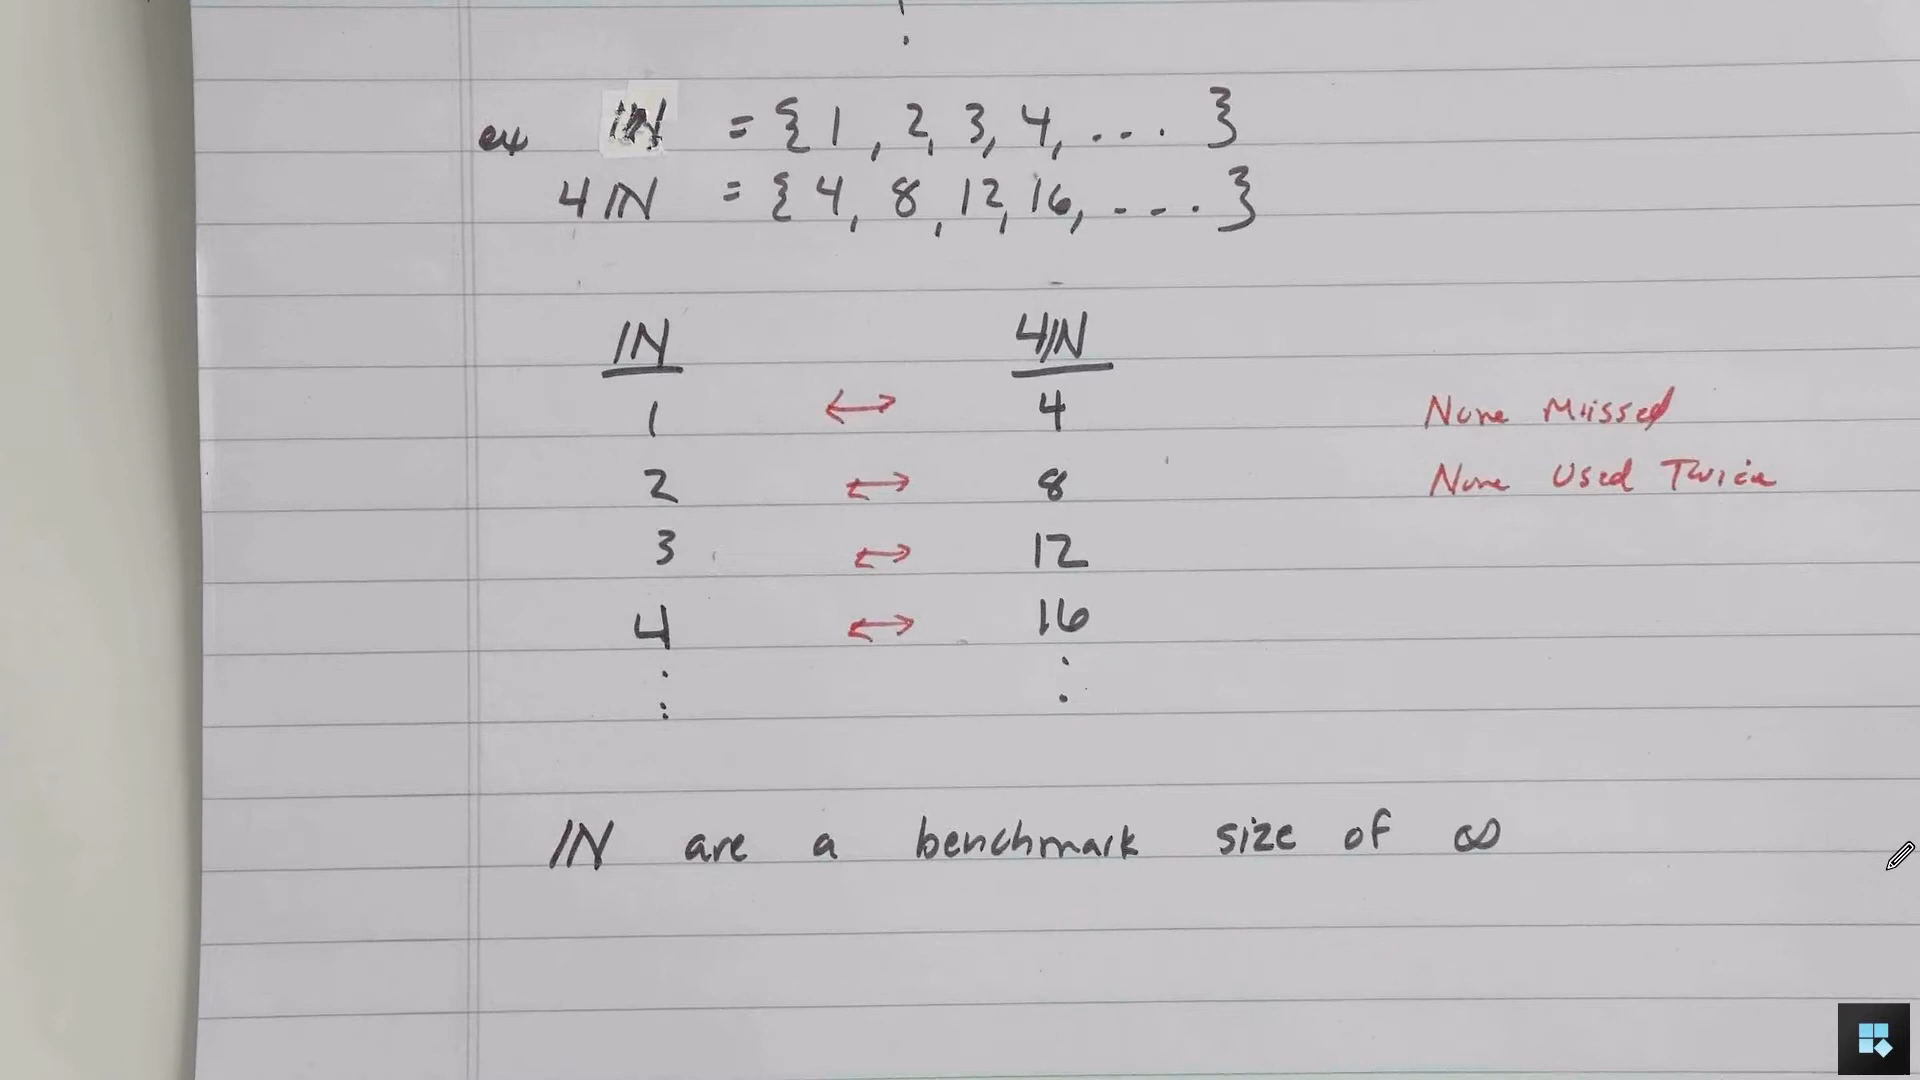 ex ℕ = { 1, 2, 3, 4, ... }
4ℕ = { 4, 8, 12, 16, ... }
ℕ 4ℕ
1 ↔ 4 None Missed
2 ↔ 8 None Used Twice
3 ↔ 12
4 ↔ 16
⋮ ⋮
ℕ are a benchmark size of ∞